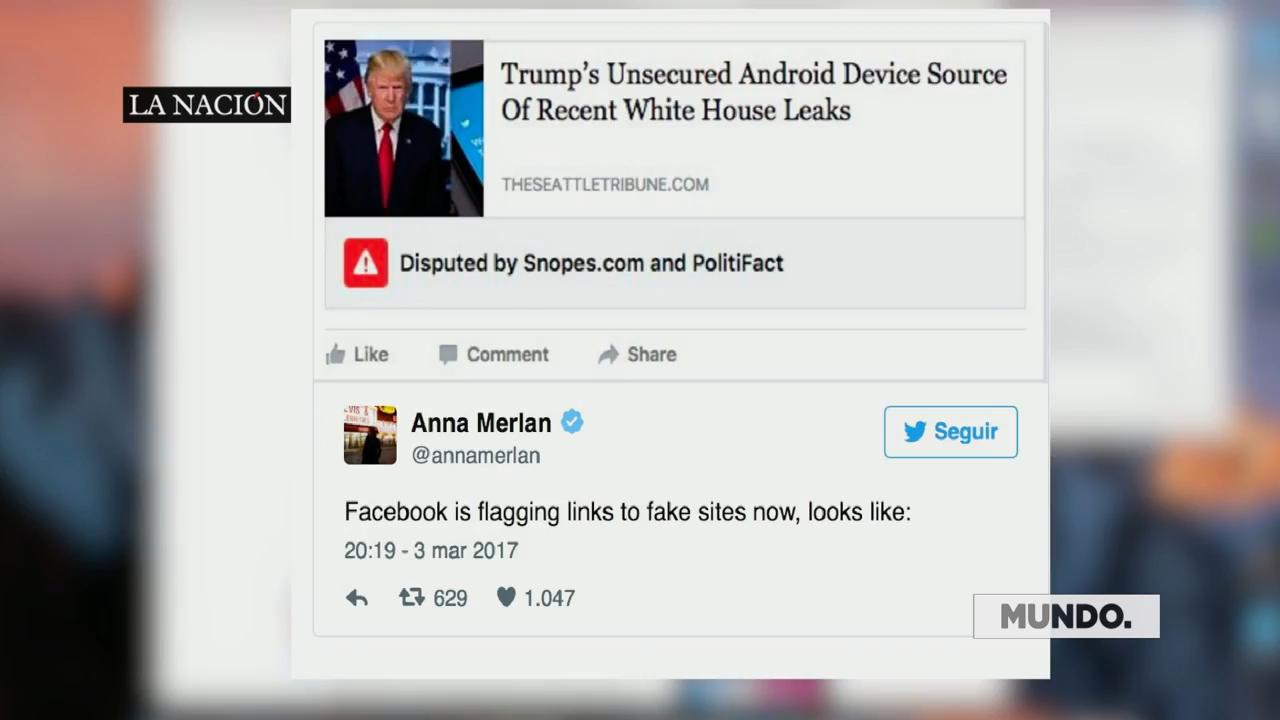 LA NACIÓN
Trump's Unsecured Android Device Source
Of Recent White House Leaks
THESEATTLETRIBUNE.COM
Disputed by Snopes.com and PolitiFact
Like Comment Share
Anna Merlan
@annamerlan
Seguir
Facebook is flagging links to fake sites now, looks like:
20:19 - 3 mar 2017
629 1.047
MUNDO.